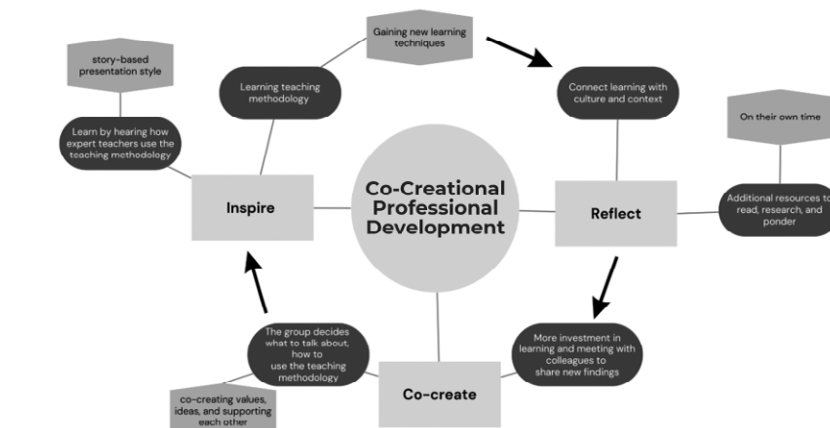 Gaining new learning
techniques
story-based
presentation style
Learning teaching
methodology
Connect learning with
culture and context
On their own time
Learn by hearing how
expert teachers use the
teaching methodology
Co-Creational
Professional
Development
Inspire
Reflect
Additional resources to
read, research, and
ponder
The group decides
what to talk about,
how to
use the teaching
methodology
More investment in
learning and meeting with
colleagues to
share new findings
Co-create
co-creating values,
ideas, and supporting
each other